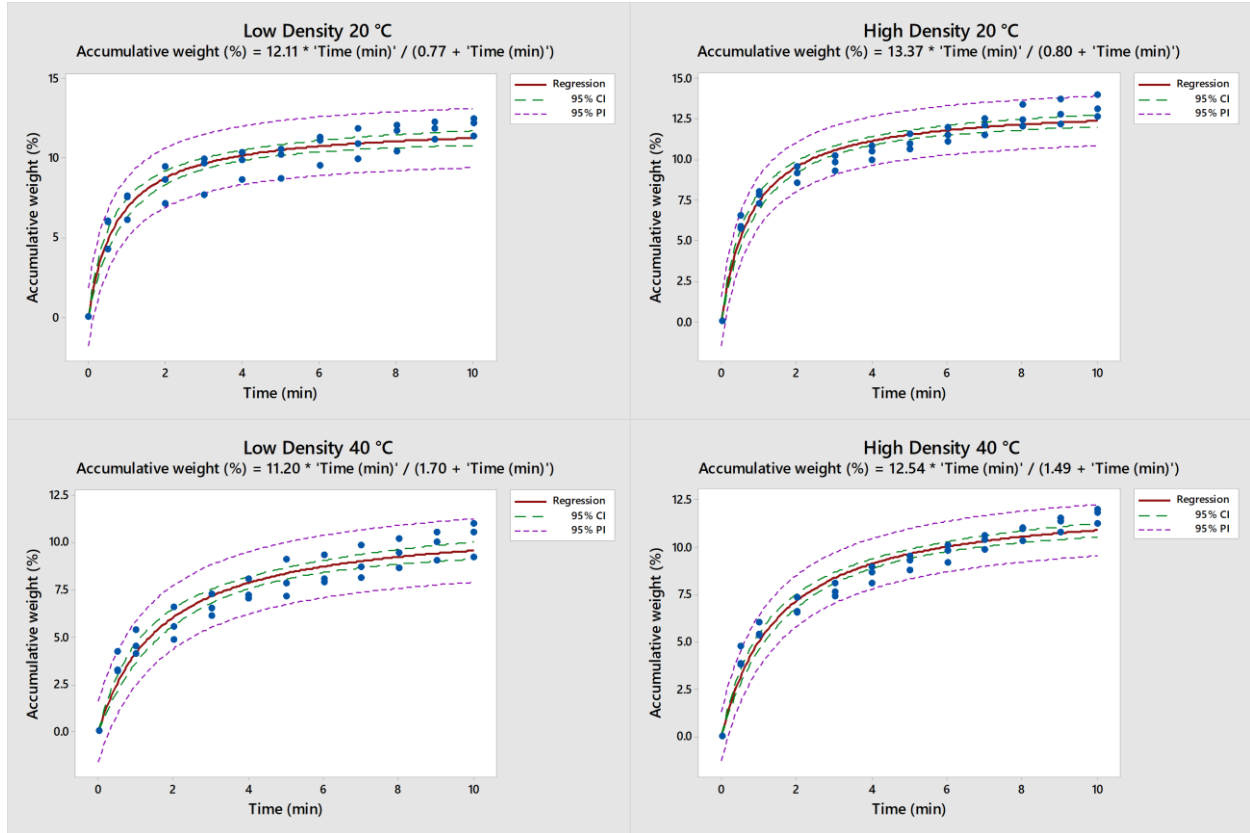 Low Density 20 °C
Accumulative weight (%) = 12.11 * 'Time (min)' / (0.77 + 'Time (min)')
15
10
5
0
Accumulative weight (%)
0 2 4 6 8 10
Time (min)
Regression
95% CI
95% PI
High Density 20 °C
Accumulative weight (%) = 13.37 * 'Time (min)' / (0.80 + 'Time (min)')
15.0
12.5
10.0
7.5
5.0
2.5
0.0
Accumulative weight (%)
0 2 4 6 8 10
Time (min)
Regression
95% CI
95% PI
Low Density 40 °C
Accumulative weight (%) = 11.20 * 'Time (min)' / (1.70 + 'Time (min)')
12.5
10.0
7.5
5.0
2.5
0.0
Accumulative weight (%)
0 2 4 6 8 10
Time (min)
Regression
95% CI
95% PI
High Density 40 °C
Accumulative weight (%) = 12.54 * 'Time (min)' / (1.49 + 'Time (min)')
12.5
10.0
7.5
5.0
2.5
0.0
Accumulative weight (%)
0 2 4 6 8 10
Time (min)
Regression
95% CI
95% PI